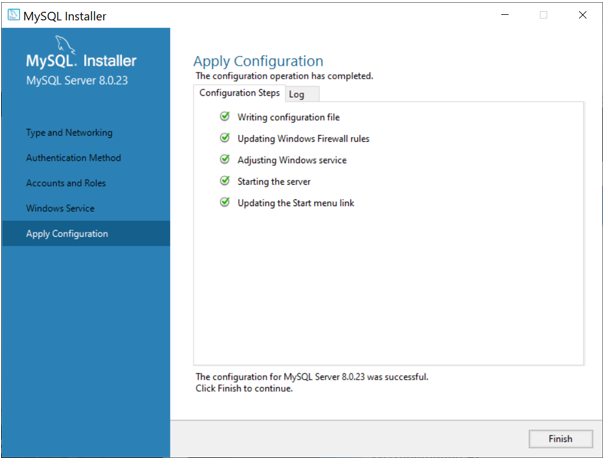 MySQL Installer
MySQL. Installer
MySQL Server 8.0.23
Type and Networking
Authentication Method
Accounts and Roles
Windows Service
Apply Configuration
Apply Configuration
The configuration operation has completed.
Configuration Steps Log
Writing configuration file
Updating Windows Firewall rules
Adjusting Windows service
Starting the server
Updating the Start menu link
The configuration for MySQL Server 8.0.23 was successful.
Click Finish to continue.
Finish